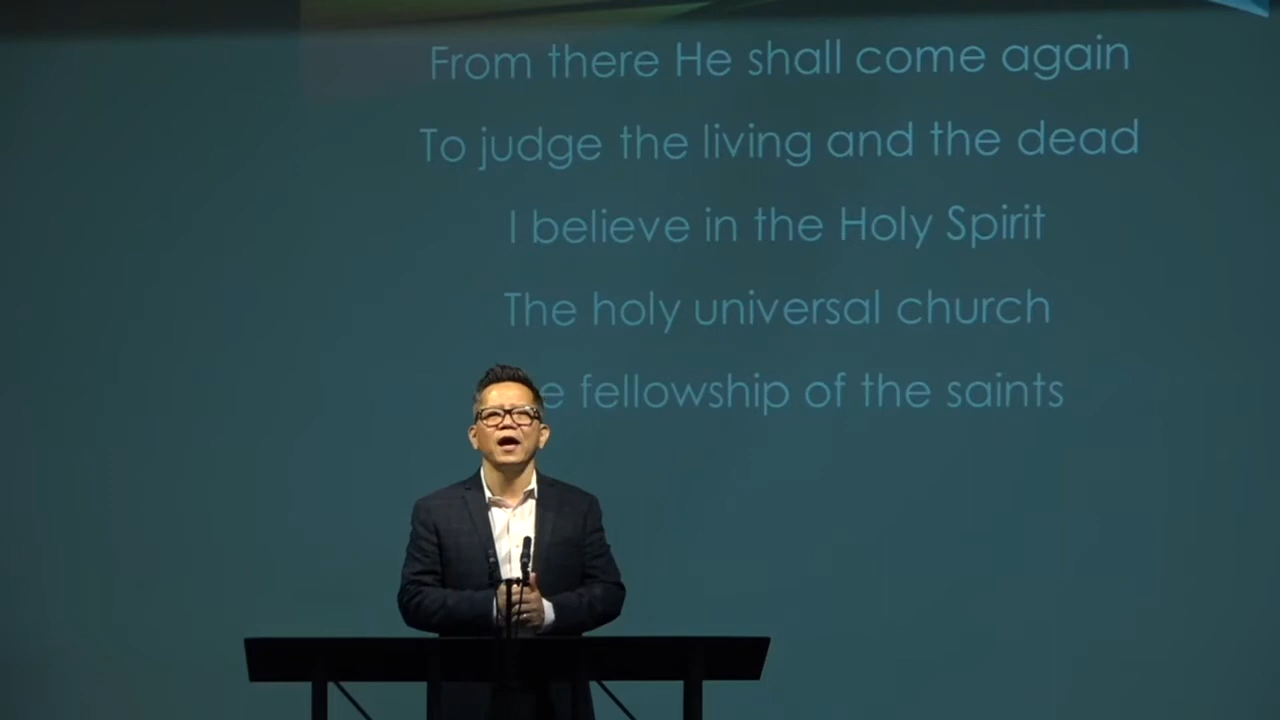 From there He shall come again
To judge the living and the dead
I believe in the Holy Spirit
The holy universal church
fellowship of the saints